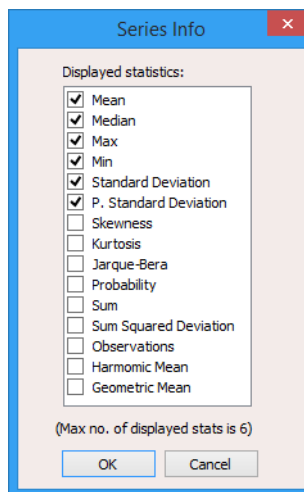 Series Info
Displayed statistics:
Mean
Median
Max
Min
Standard Deviation
P. Standard Deviation
Skewness
Kurtosis
Jarque-Bera
Probability
Sum
Sum Squared Deviation
Observations
Harmomic Mean
Geometric Mean
(Max no. of displayed stats is 6)
OK
Cancel